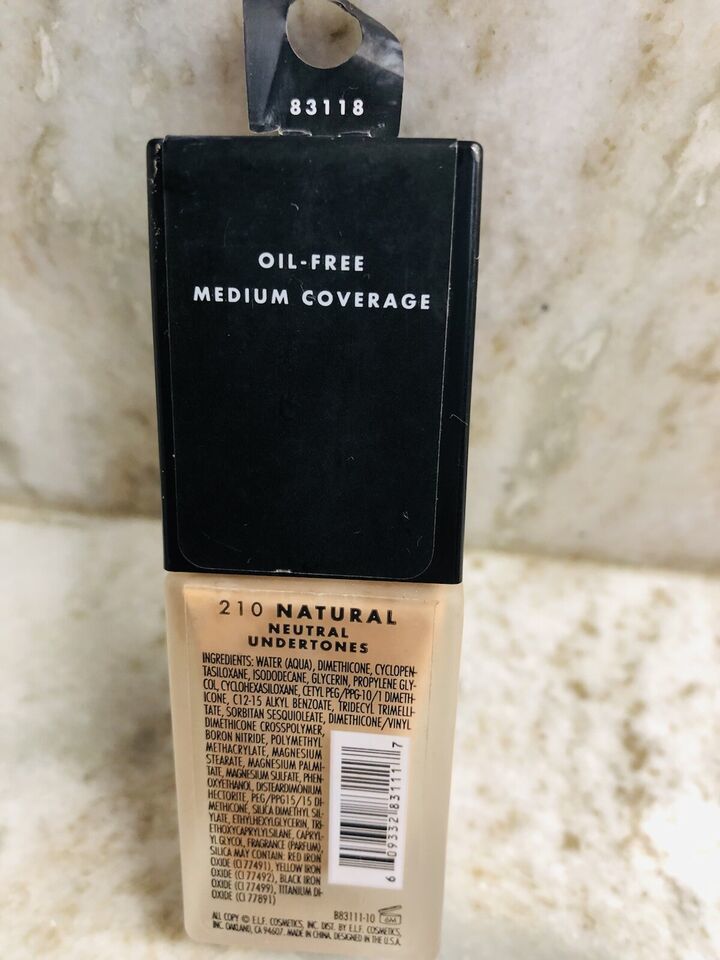 83118
OIL-FREE
MEDIUM COVERAGE
210 NATURAL
NEUTRAL
UNDERTONES
INGREDIENTS: WATER (AQUA), DIMETHICONE, CYCLOPEN-
TASILOXANE, ISODODECANE, GLYCERIN, PROPYLENE GLY-
COL, CYCLOHEXASILOXANE, CETYL PEG/PPG-10/1 DIMETH-
ICONE, C12-15 ALKYL BENZOATE, TRIDECYL TRIMELLI-
TATE, SORBITAN SESQUIOLEATE, DIMETHICONE/VINYL
DIMETHICONE CROSSPOLYMER,
BORON NITRIDE, POLYMETHYL
METHACRYLATE, MAGNESIUM
STEARATE, MAGNESIUM PALMI-
TATE, MAGNESIUM SULFATE, PHEN-
OXYETHANOL, DISTEARDIMONIUM
HECTORITE, PEG/PPG15/15 DI-
METHICONE, SILICA DIMETHYL SIL-
YLATE, ETHYLHEXYLGLYCERIN, TRI-
ETHOXYCAPRYLYLSILANE, CAPRYL-
YL GLYCOL, FRAGRANCE (PARFUM),
SILICA MAY CONTAIN: RED IRON
OXIDE (CI 77491), YELLOW IRON
OXIDE (CI 77492), BLACK IRON
OXIDE (CI 77499), TITANIUM DI-
OXIDE (CI 77891)
6 09332 83111 7
B83111-10 6M
ALL COPY © E.L.F. COSMETICS, INC. DIST. BY E.L.F. COSMETICS,
INC. OAKLAND, CA 94607. MADE IN CHINA. DESIGNED IN THE U.S.A.